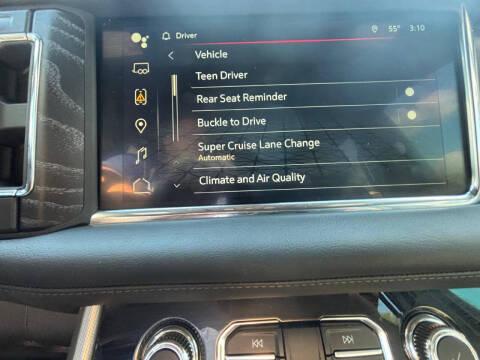 Driver 55° 3:10
Vehicle
Teen Driver
Rear Seat Reminder
Buckle to Drive
Super Cruise Lane Change
Automatic
Climate and Air Quality